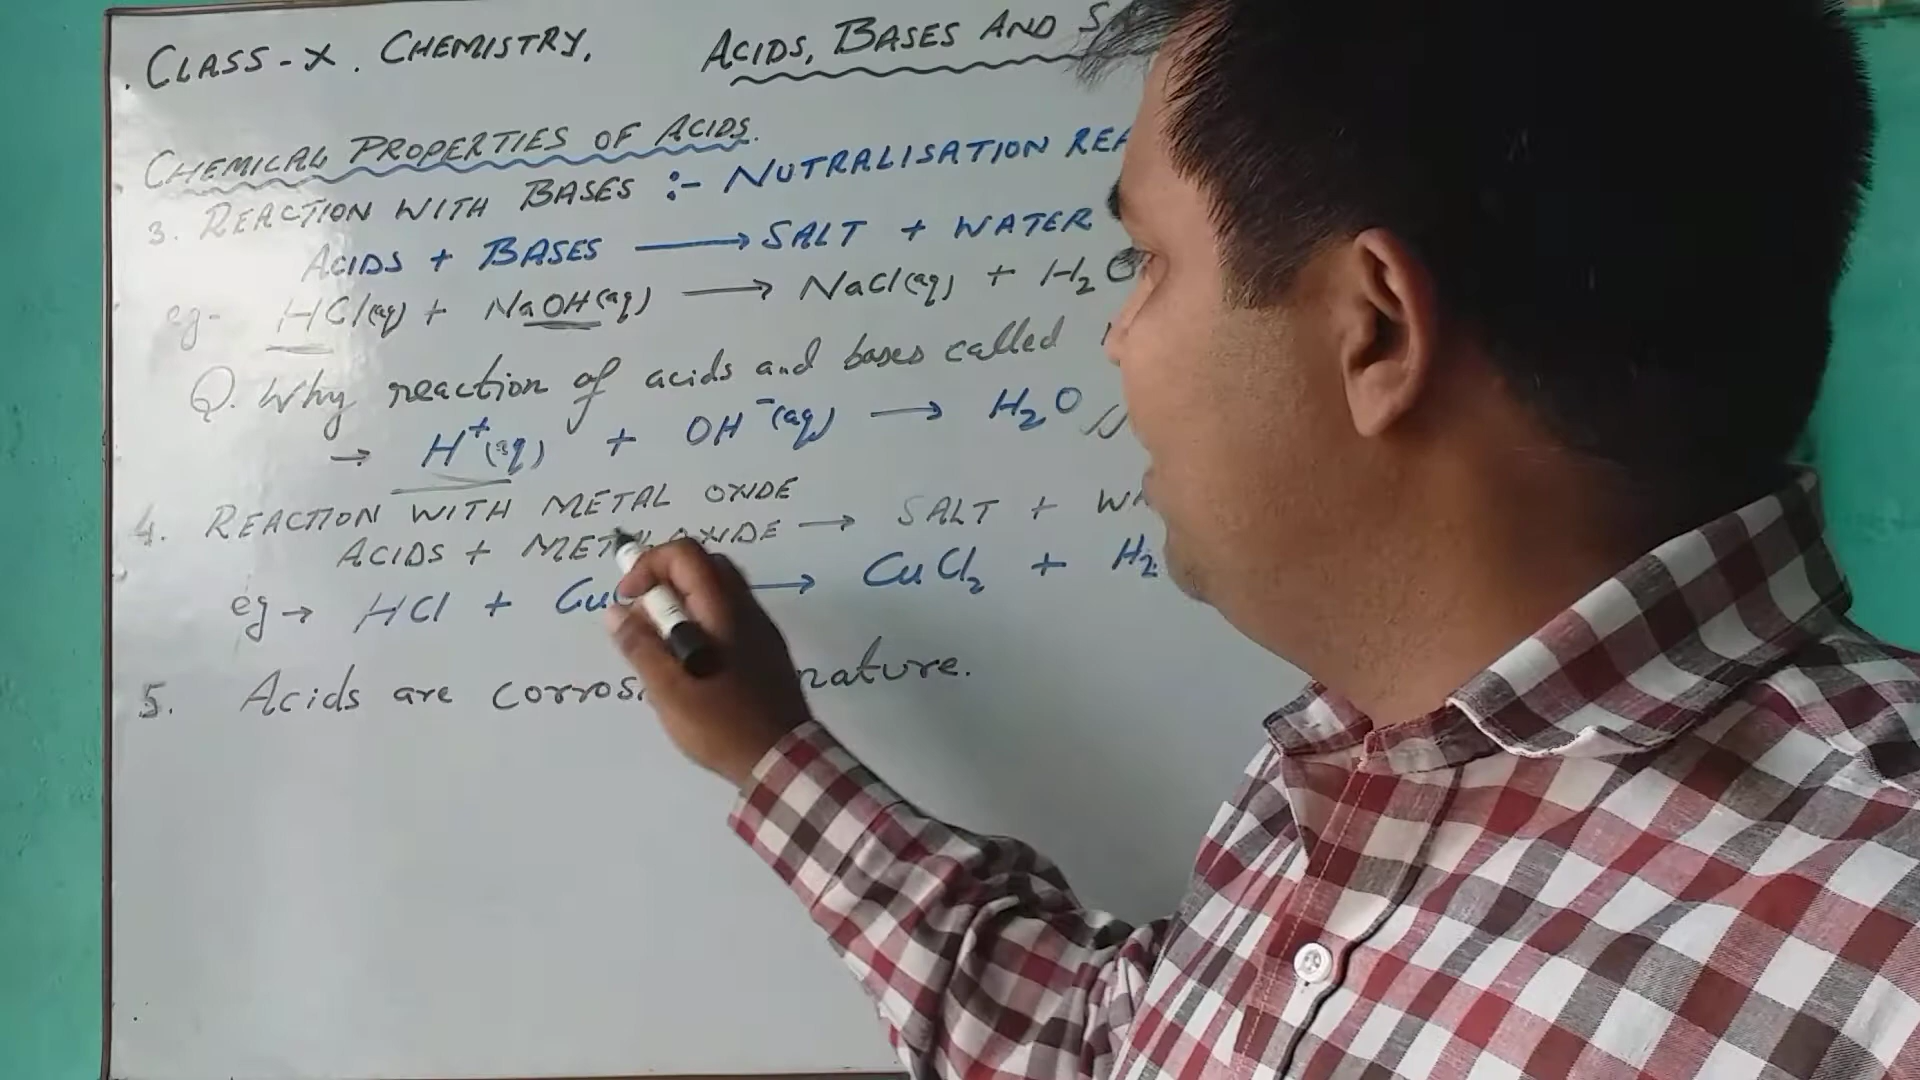 . CLASS-X. CHEMISTRY. ACIDS, BASES AND
CHEMICAL PROPERTIES OF ACIDS.
3. REACTION WITH BASES :- NUTRALISATION
ACIDS + BASES ⟶ SALT + WATER
eg- HCl(aq) + NaOH(aq) ⟶ NaCl(aq) + H₂O
Q. Why reaction of acids and bases called
→ H⁺(aq) + OH⁻(aq) ⟶ H₂O //
4. REACTION WITH METAL OXIDE
ACIDS + OXIDE → SALT +
eg → HCl + → CuCl₂ + H₂
5. Acids are nature.